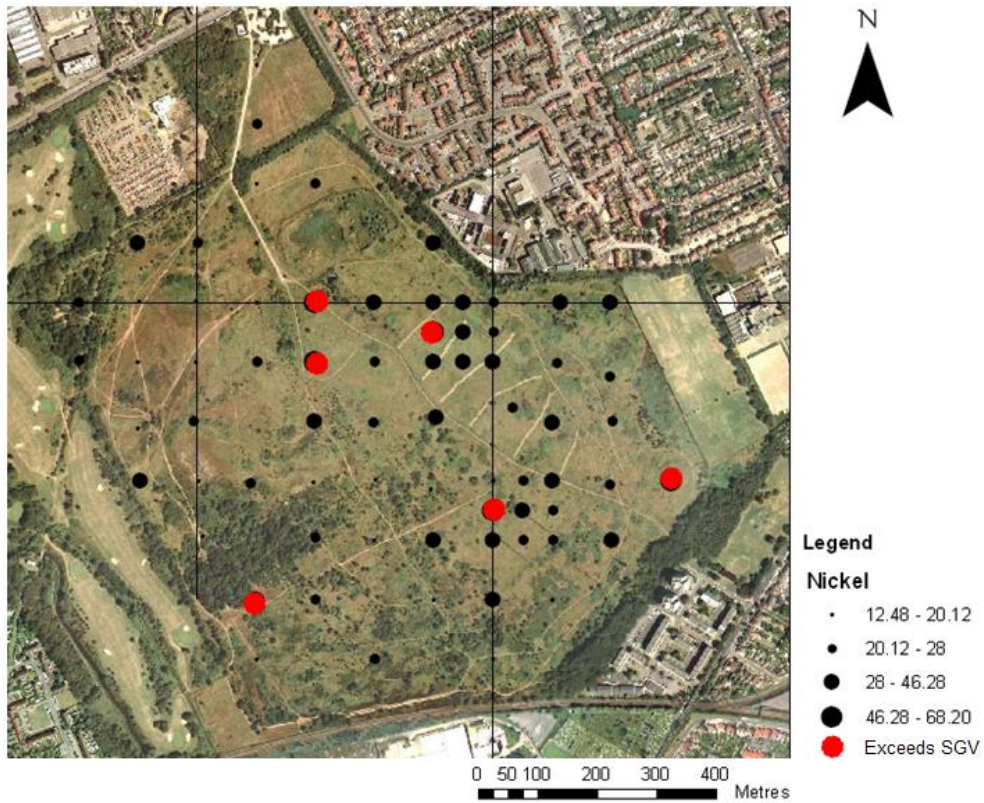 N
Legend
Nickel
12.48 - 20.12
20.12 - 28
28 - 46.28
46.28 - 68.20
Exceeds SGV
0 50 100 200 300 400
Metres